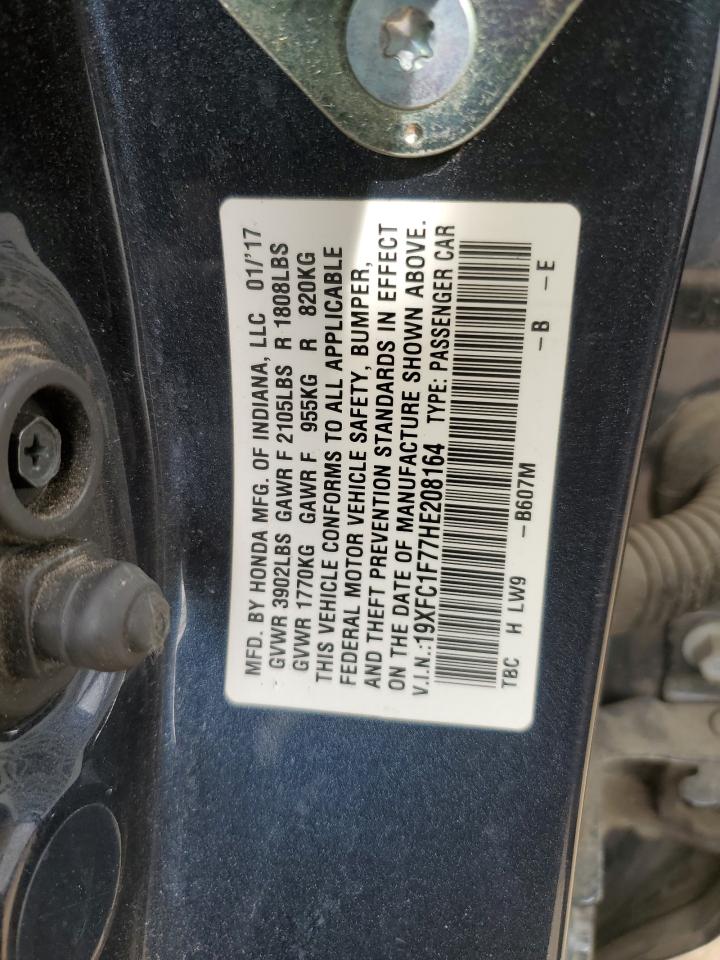 MFD. BY HONDA MFG. OF INDIANA, LLC 01/'17
GVWR 3902LBS GAWR F 2105LBS R 1808LBS
GVWR 1770KG GAWR F 955KG R 820KG
THIS VEHICLE CONFORMS TO ALL APPLICABLE
FEDERAL MOTOR VEHICLE SAFETY, BUMPER,
AND THEFT PREVENTION STANDARDS IN EFFECT
ON THE DATE OF MANUFACTURE SHOWN ABOVE.
V.I.N.:19XFC1F77HE208164 TYPE: PASSENGER CAR
TBC H LW9 -B607M -B -E